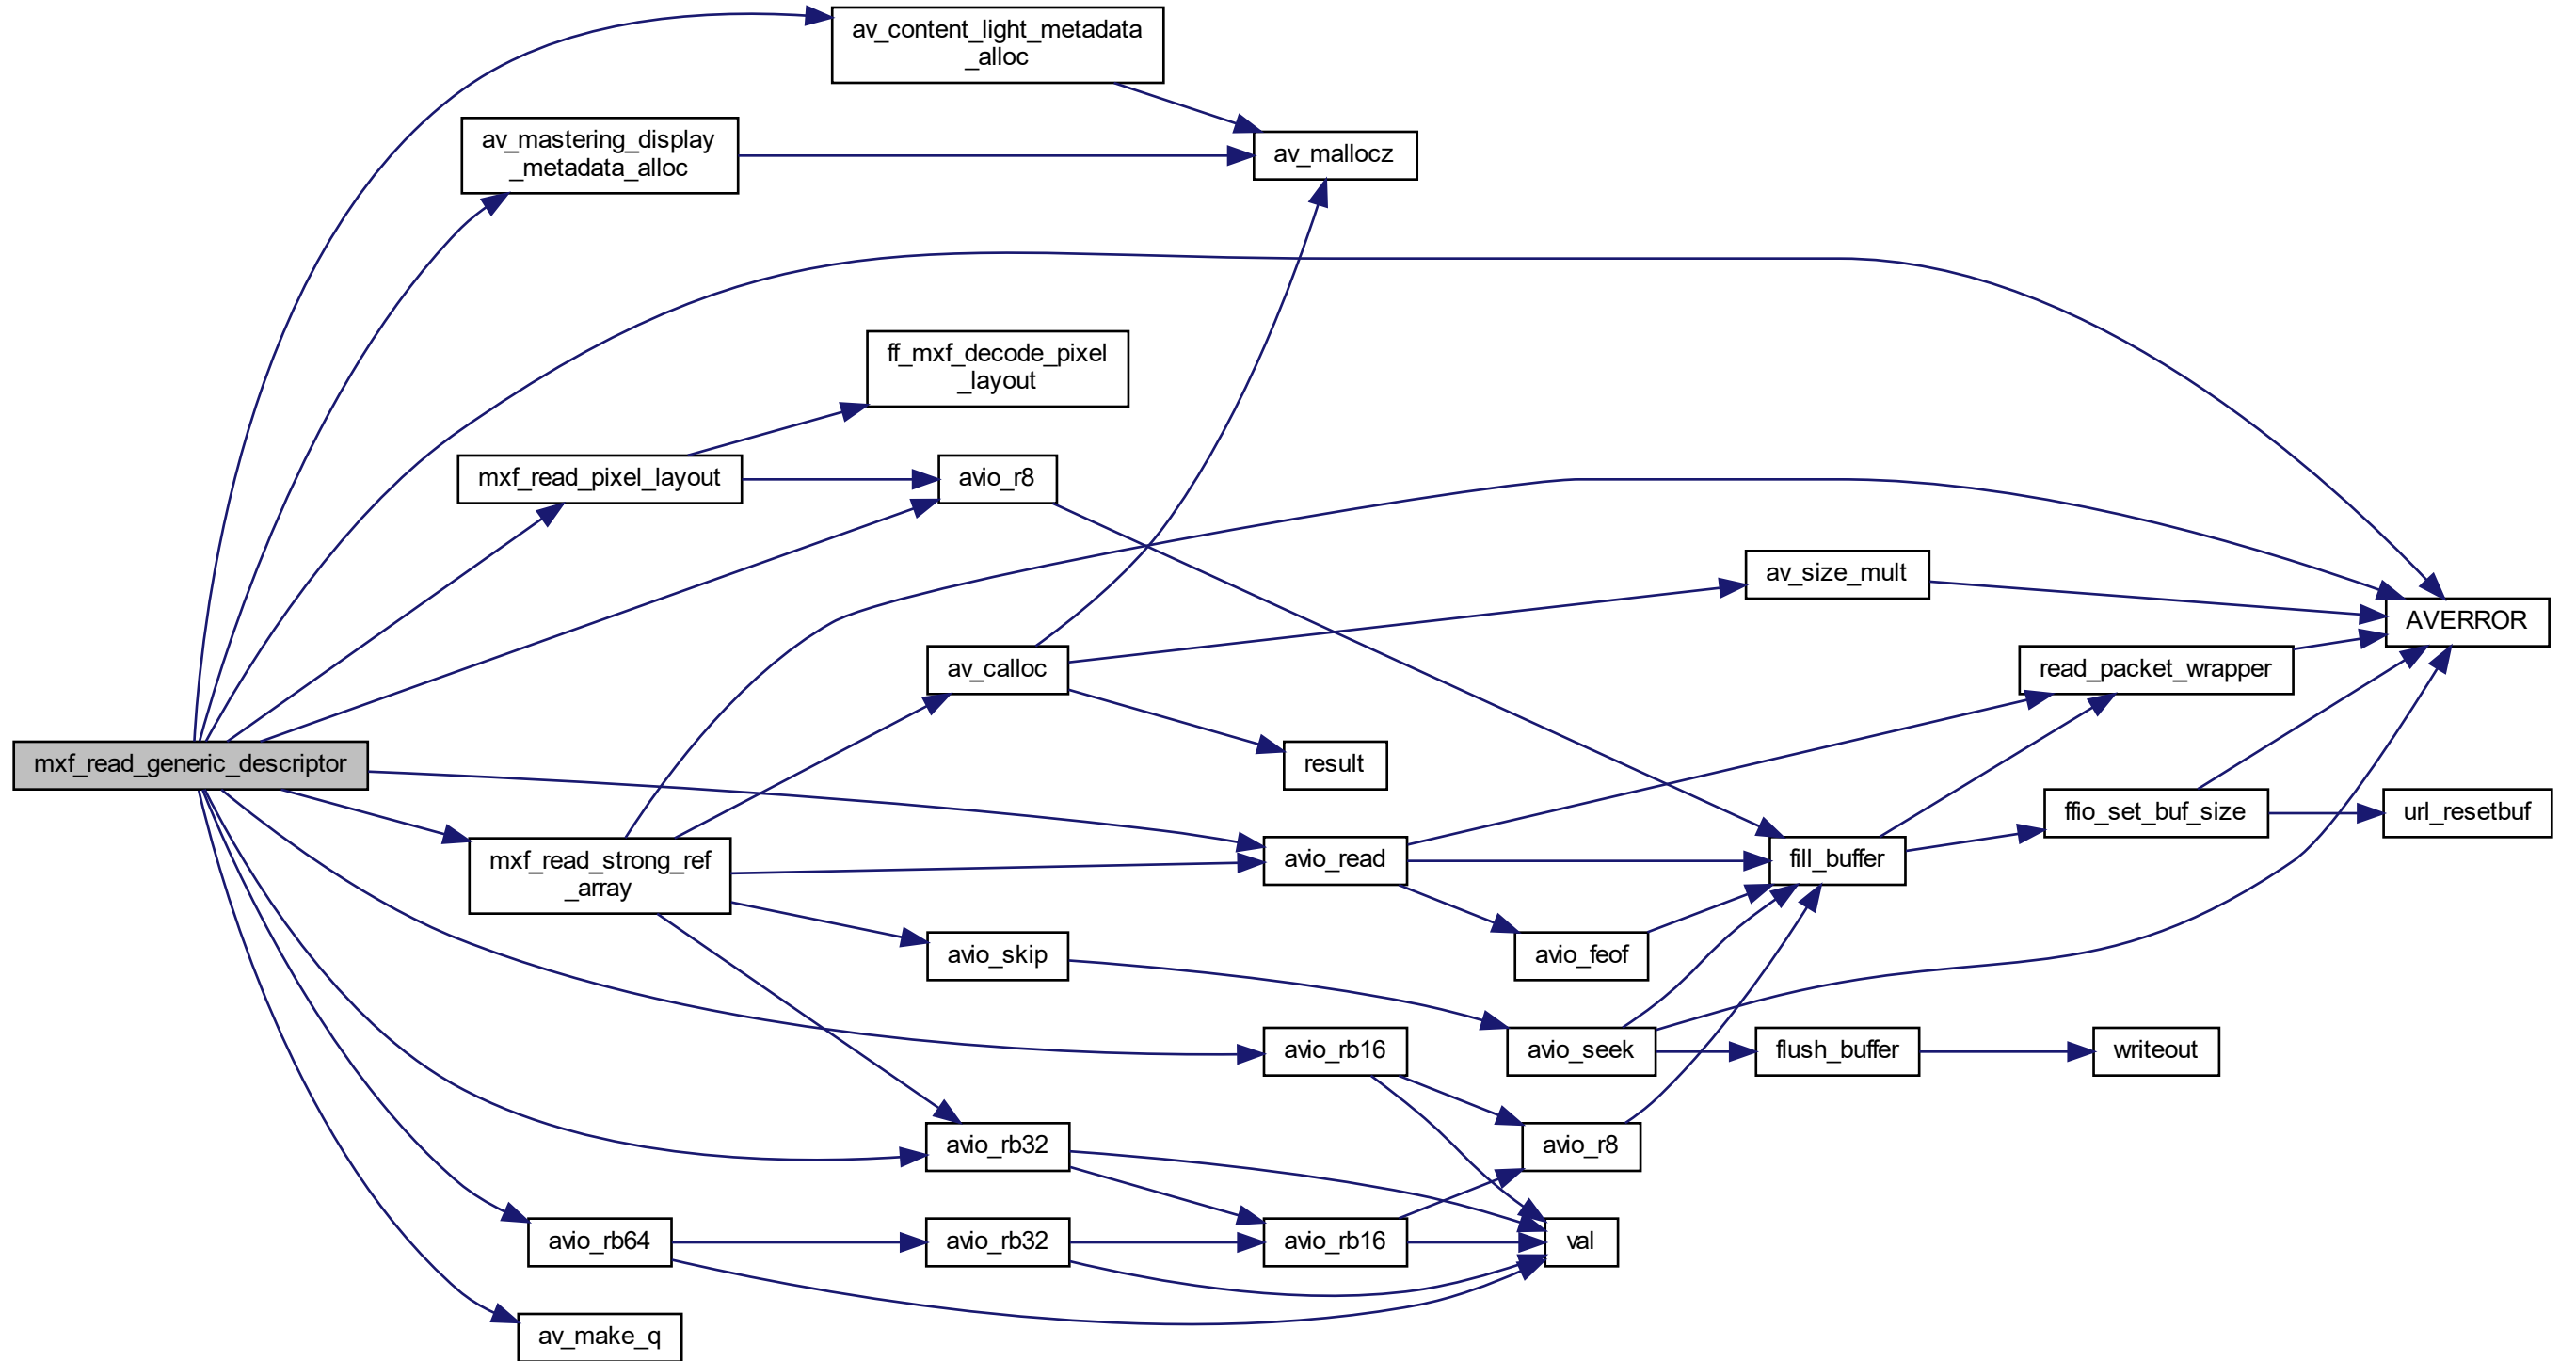 av_content_light_metadata
_alloc
av_mastering_display
_metadata_alloc
av_mallocz
ff_mxf_decode_pixel
_layout
mxf_read_pixel_layout
avio_r8
av_size_mult
AVERROR
av_calloc
read_packet_wrapper
mxf_read_generic_descriptor
result
ffio_set_buf_size
url_resetbuf
mxf_read_strong_ref
_array
avio_read
fill_buffer
avio_skip
avio_feof
avio_rb16
avio_seek
flush_buffer
writeout
avio_rb32
avio_r8
avio_rb64
avio_rb32
avio_rb16
val
av_make_q